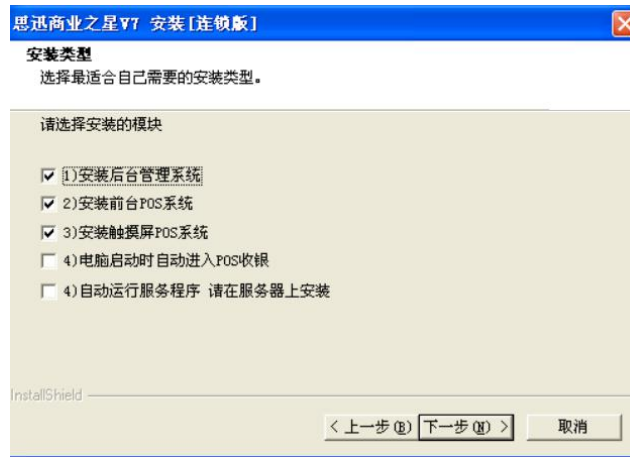 思迅商业之星V7 安装[连锁版]
安装类型
选择最适合自己需要的安装类型。
请选择安装的模块
1)安装后台管理系统
2)安装前台POS系统
3)安装触摸屏POS系统
4)电脑启动时自动进入POS收银
4)自动运行服务程序 请在服务器上安装
InstallShield
< 上一步(B) 下一步(N) > 取消